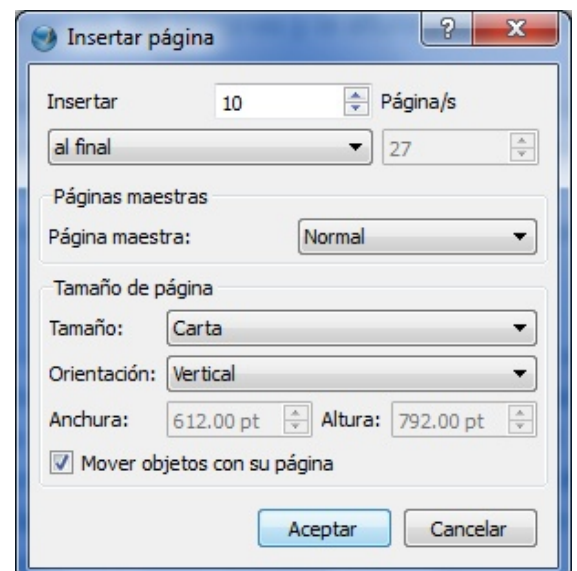 Insertar página
Insertar 10 Página/s
al final 27
Páginas maestras
Página maestra: Normal
Tamaño de página
Tamaño: Carta
Orientación: Vertical
Anchura: 612.00 pt Altura: 792.00 pt
Mover objetos con su página
Aceptar Cancelar